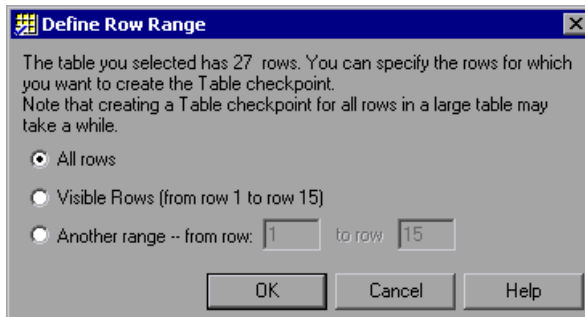 Define Row Range
The table you selected has 27 rows. You can specify the rows for which
you want to create the Table checkpoint.
Note that creating a Table checkpoint for all rows in a large table may
take a while.
All rows
Visible Rows (from row 1 to row 15)
Another range -- from row: 1 to row 15
OK Cancel Help